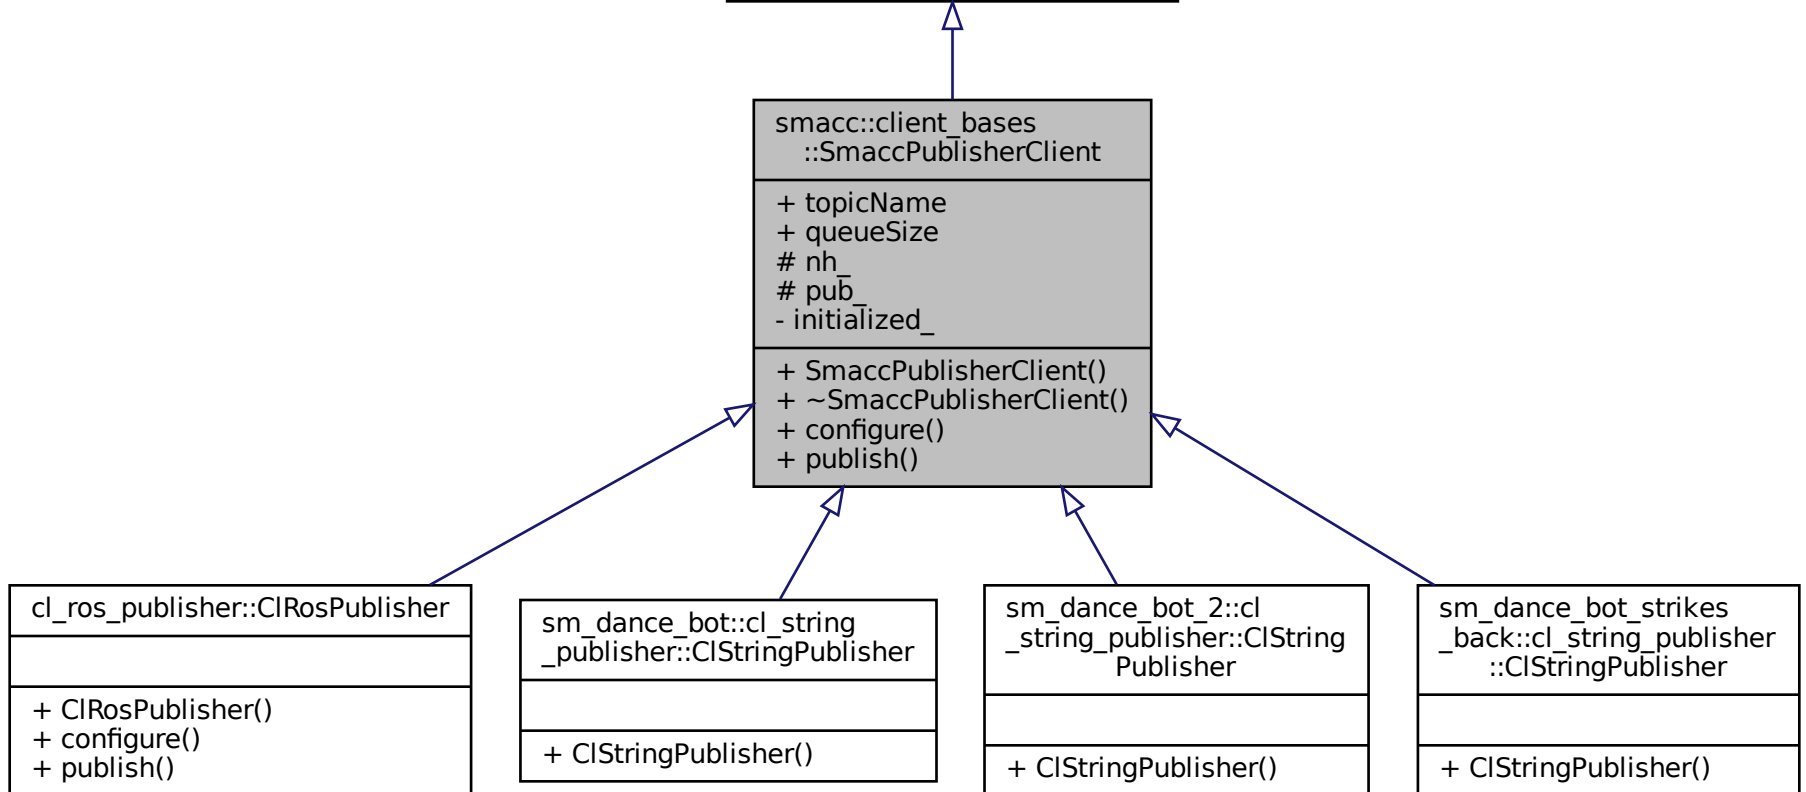 smacc::client_bases
::SmaccPublisherClient
+ topicName
+ queueSize
# nh_
# pub_
- initialized_
+ SmaccPublisherClient()
+ ~SmaccPublisherClient()
+ configure()
+ publish()
cl_ros_publisher::ClRosPublisher
+ ClRosPublisher()
+ configure()
+ publish()
sm_dance_bot::cl_string
_publisher::ClStringPublisher
+ ClStringPublisher()
sm_dance_bot_2::cl
_string_publisher::ClString
Publisher
+ ClStringPublisher()
sm_dance_bot_strikes
_back::cl_string_publisher
::ClStringPublisher
+ ClStringPublisher()